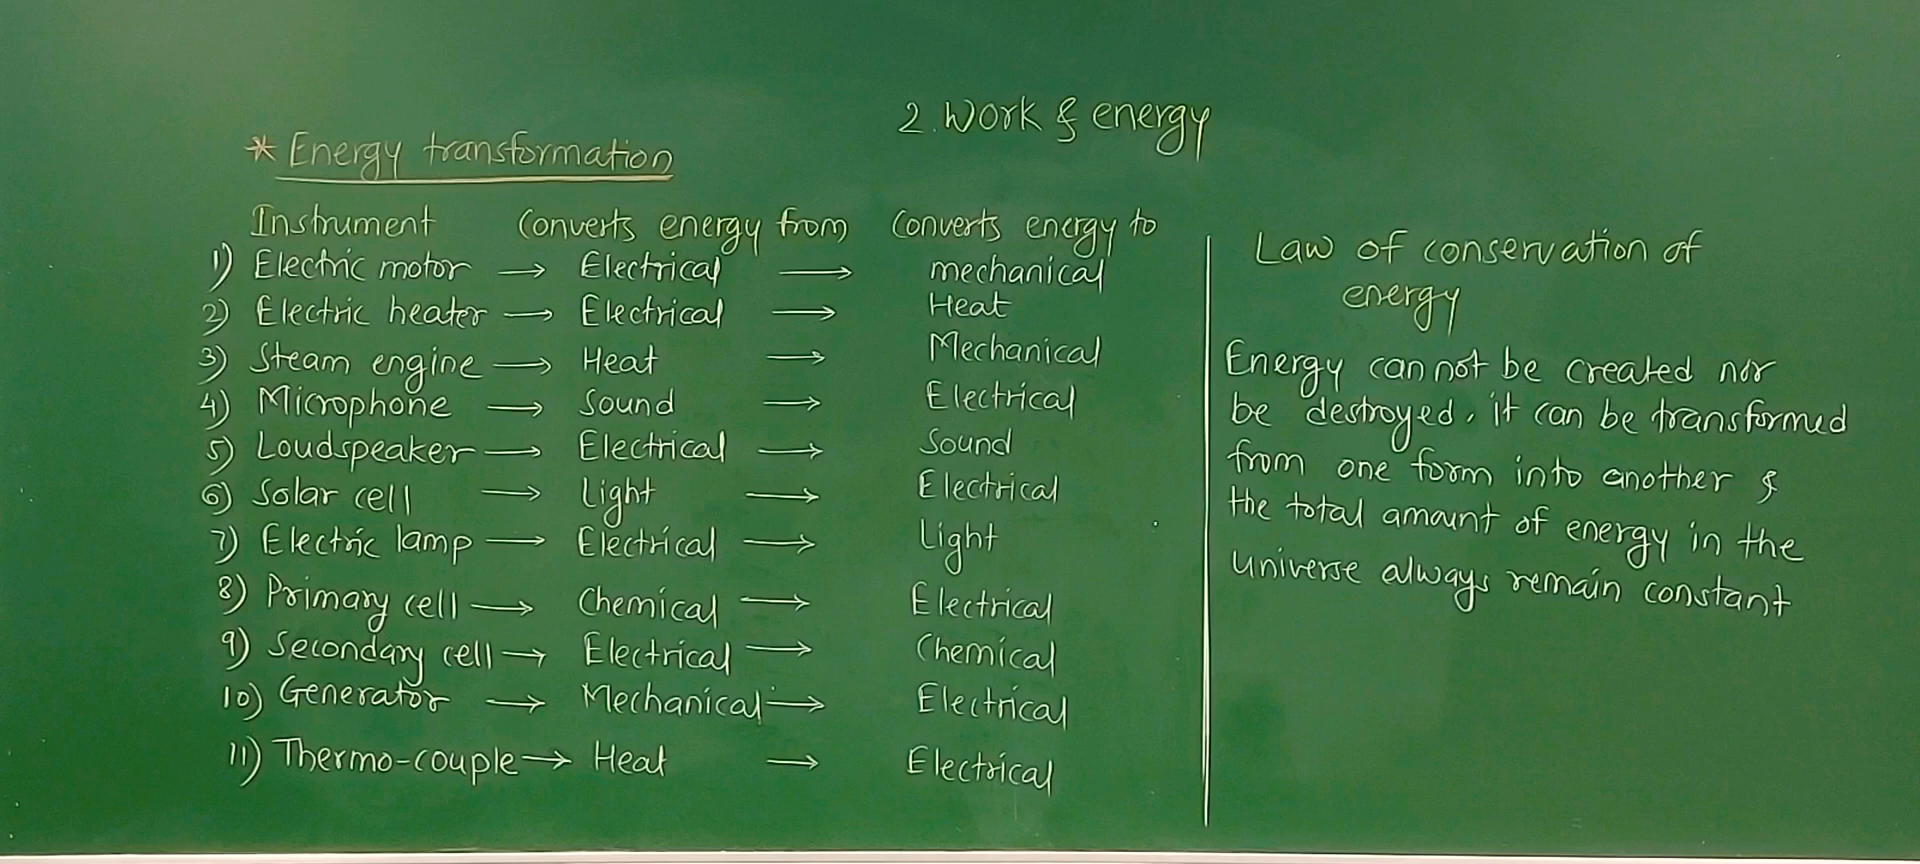 2. Work & energy
* Energy transformation
Instrument Converts energy from Converts energy to
1) Electric motor → Electrical → mechanical
2) Electric heater → Electrical → Heat
3) Steam engine → Heat → Mechanical
4) Microphone → Sound → Electrical
5) Loudspeaker → Electrical → Sound
6) Solar cell → Light → Electrical
7) Electric lamp → Electrical → Light
8) Primary cell → Chemical → Electrical
9) Secondary cell → Electrical → Chemical
10) Generator → Mechanical → Electrical
11) Thermo-couple → Heat → Electrical
Law of conservation of
energy
Energy can not be created nor
be destroyed. it can be transformed
from one form into another &
the total amount of energy in the
Universe always remain constant